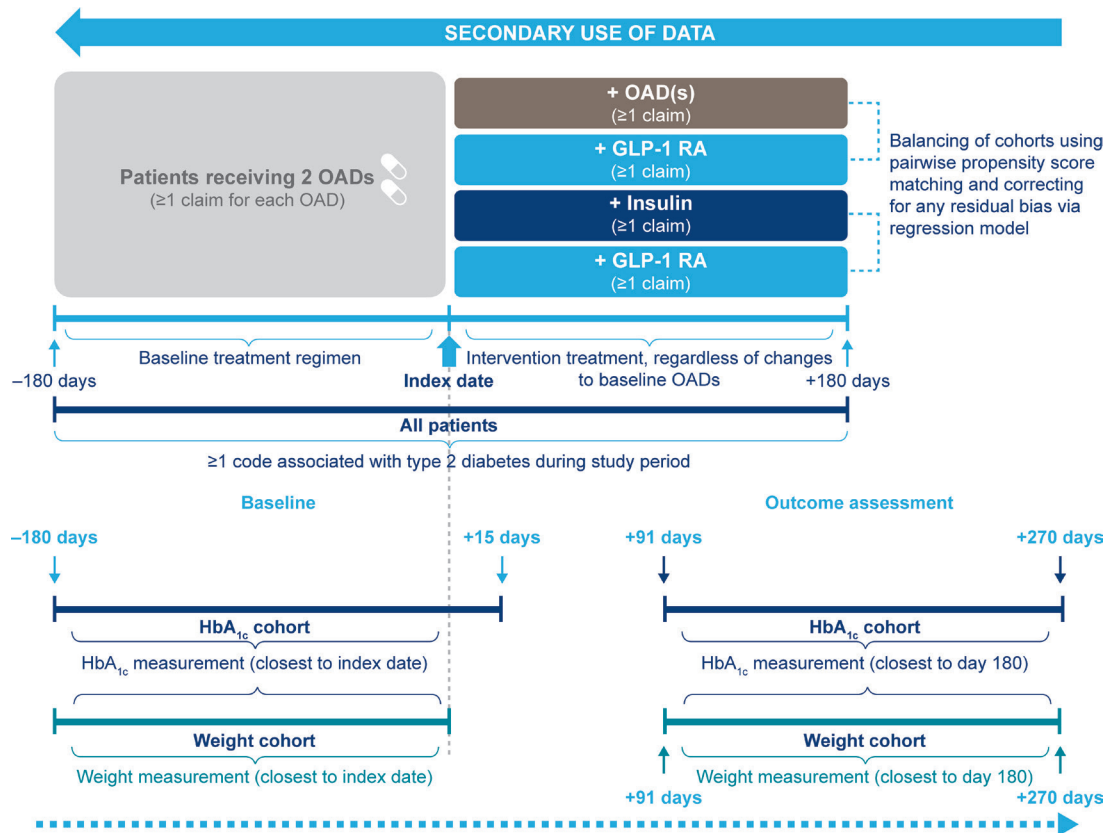 SECONDARY USE OF DATA
Patients receiving 2 OADs
(≥1 claim for each OAD)
+ OAD(s)
(≥1 claim)
+ GLP-1 RA
(≥1 claim)
+ Insulin
(≥1 claim)
+ GLP-1 RA
(≥1 claim)
Balancing of cohorts using
pairwise propensity score
matching and correcting
for any residual bias via
regression model
Baseline treatment regimen
Intervention treatment, regardless of changes
to baseline OADs
–180 days
Index date
+180 days
All patients
≥1 code associated with type 2 diabetes during study period
Baseline
Outcome assessment
–180 days
+15 days
+91 days
+270 days
HbA1c cohort
HbA1c measurement (closest to index date)
HbA1c cohort
HbA1c measurement (closest to day 180)
Weight cohort
Weight measurement (closest to index date)
Weight cohort
Weight measurement (closest to day 180)
+91 days
+270 days